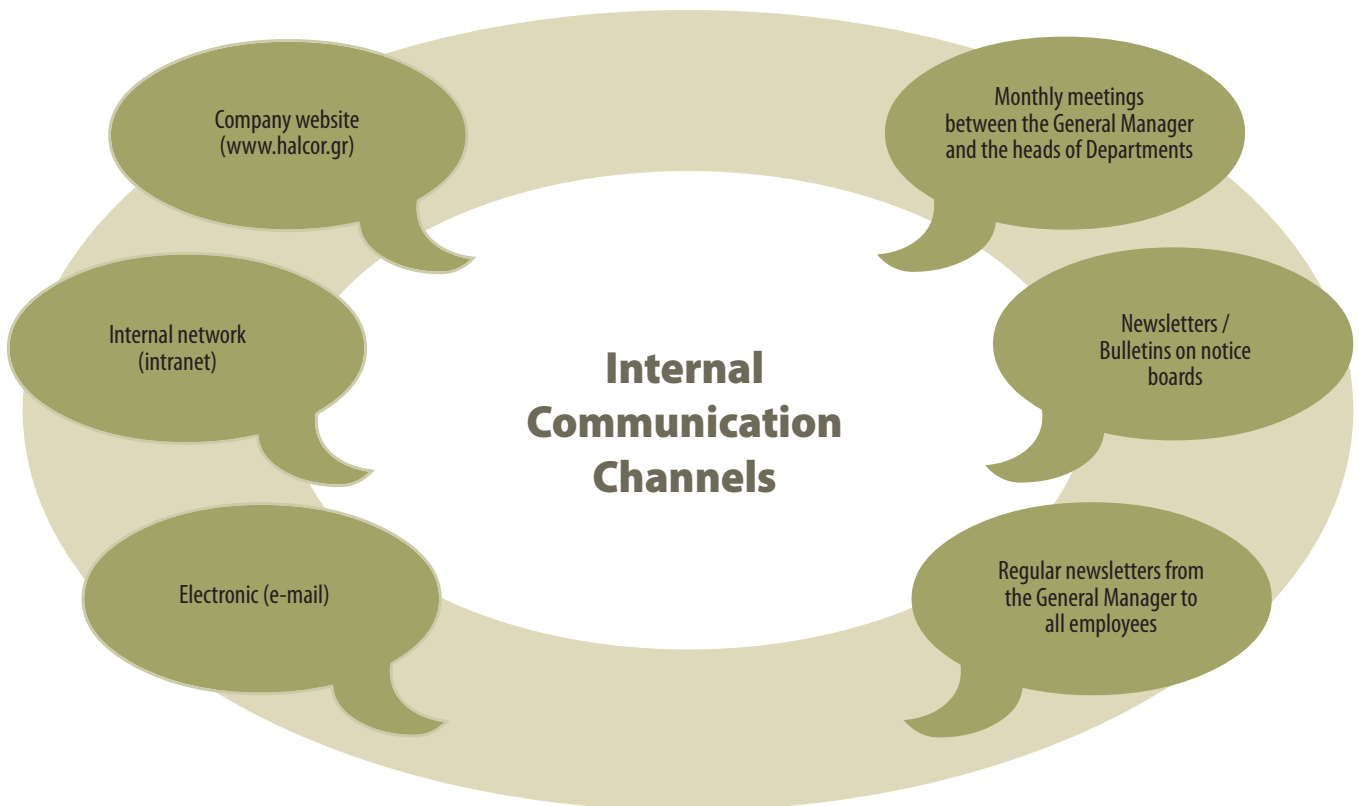 Company website
(www.halcor.gr)
Monthly meetings
between the General Manager
and the heads of Departments
Internal network
(intranet)
Newsletters /
Bulletins on notice
boards
Internal
Communication
Channels
Electronic (e-mail)
Regular newsletters from
the General Manager to
all employees